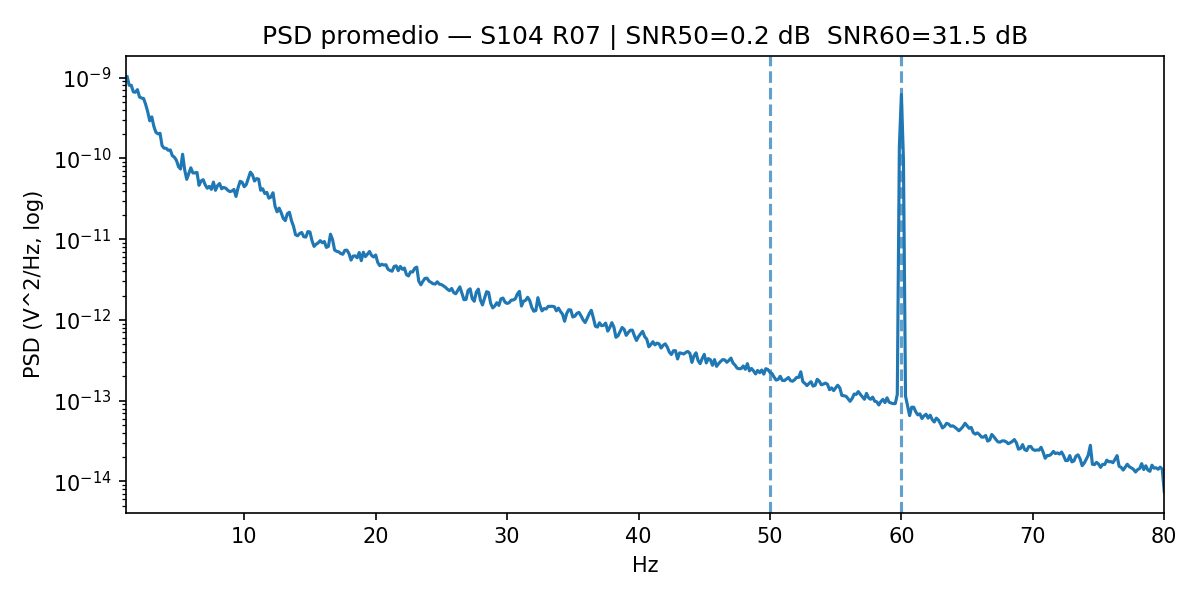 PSD promedio — S104 R07 | SNR50=0.2 dB  SNR60=31.5 dB
PSD (V^2/Hz, log)
10⁻⁹
10⁻¹⁰
10⁻¹¹
10⁻¹²
10⁻¹³
10⁻¹⁴
10 20 30 40 50 60 70 80
Hz